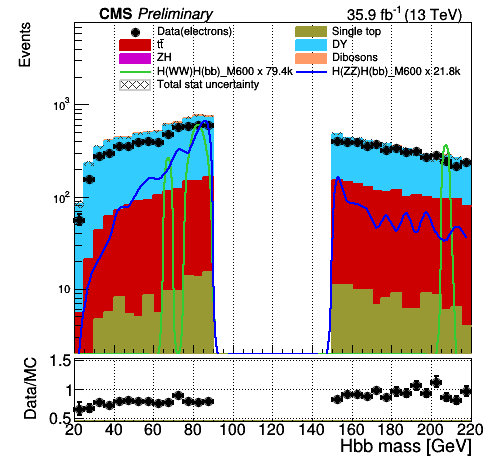 CMS Preliminary 35.9 fb⁻¹ (13 TeV)
Data(electrons) Single top
tt̄ DY
ZH Dibosons
H(WW)H(bb)_M600 x 79.4k H(ZZ)H(bb)_M600 x 21.8k
Total stat uncertainty
Events
10³
10²
10
1.5
1
0.5
Data/MC
20 40 60 80 100 120 140 160 180 200 220
Hbb mass [GeV]